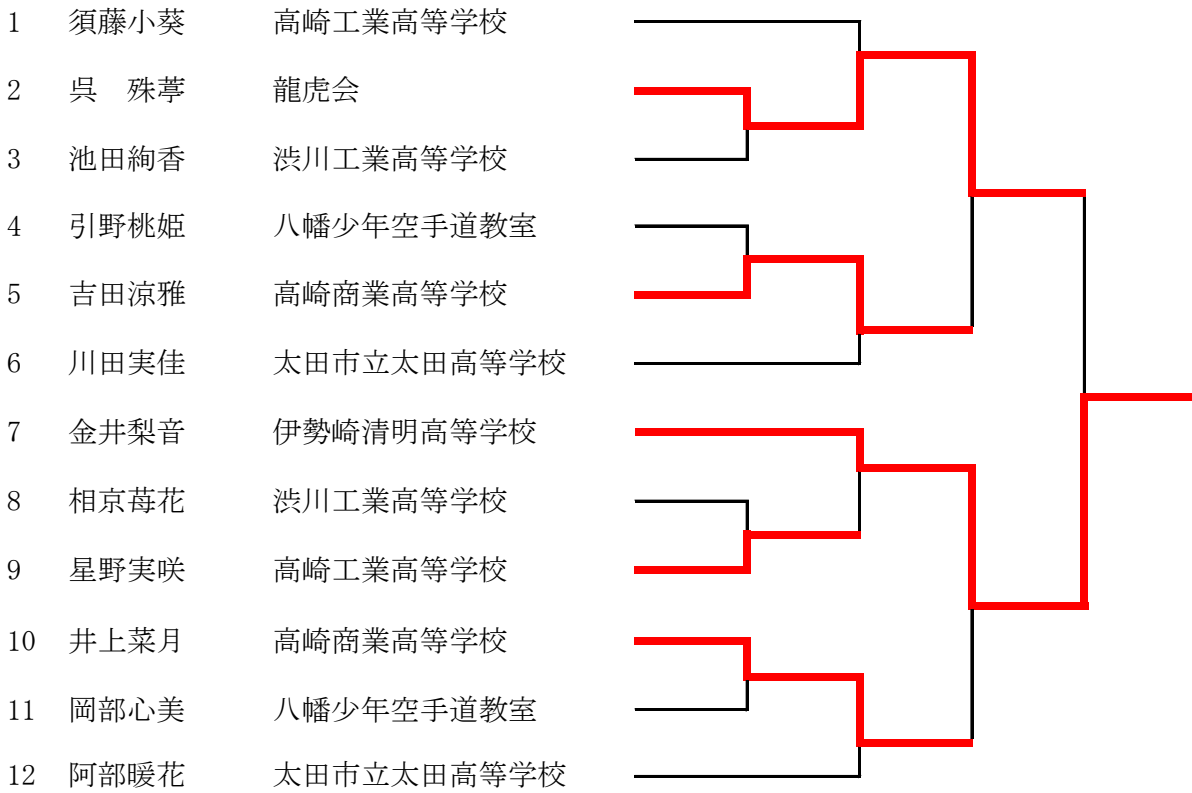 1 須藤小葵 高崎工業高等学校
2 呉　殊葶 龍虎会
3 池田絢香 渋川工業高等学校
4 引野桃姫 八幡少年空手道教室
5 吉田涼雅 高崎商業高等学校
6 川田実佳 太田市立太田高等学校
7 金井梨音 伊勢崎清明高等学校
8 相京苺花 渋川工業高等学校
9 星野実咲 高崎工業高等学校
10 井上菜月 高崎商業高等学校
11 岡部心美 八幡少年空手道教室
12 阿部暖花 太田市立太田高等学校